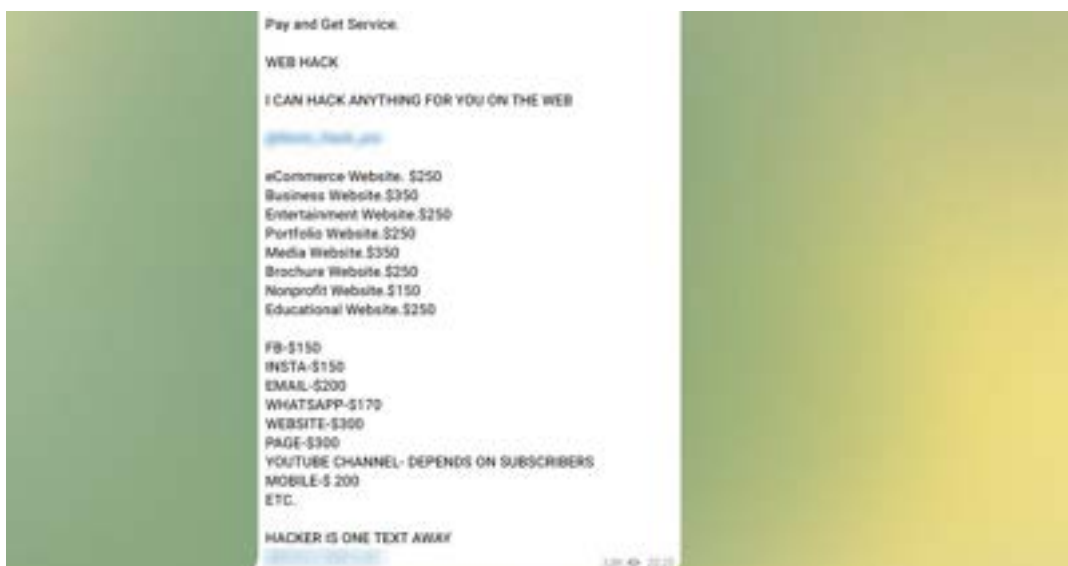 Pay and Get Service.
WEB HACK
I CAN HACK ANYTHING FOR YOU ON THE WEB
eCommerce Website. $250
Business Website.$350
Entertainment Website.$250
Portfolio Website.$250
Media Website.$350
Brochure Website.$250
Nonprofit Website.$150
Educational Website.$250
FB-$150
INSTA-$150
EMAIL-$200
WHATSAPP-$170
WEBSITE-$300
PAGE-$300
YOUTUBE CHANNEL- DEPENDS ON SUBSCRIBERS
MOBILE-$ 200
ETC.
HACKER IS ONE TEXT AWAY